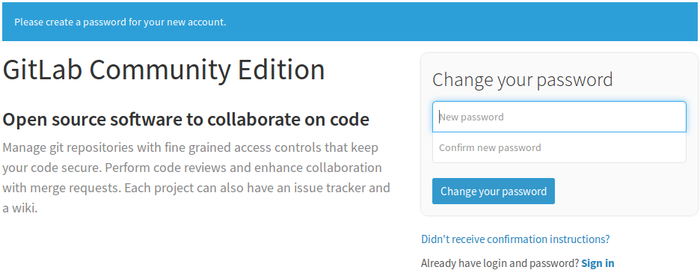 Please create a password for your new account.
GitLab Community Edition
Open source software to collaborate on code
Manage git repositories with fine grained access controls that keep
your code secure. Perform code reviews and enhance collaboration
with merge requests. Each project can also have an issue tracker and
a wiki.
Change your password
New password
Confirm new password
Change your password
Didn't receive confirmation instructions?
Already have login and password? Sign in